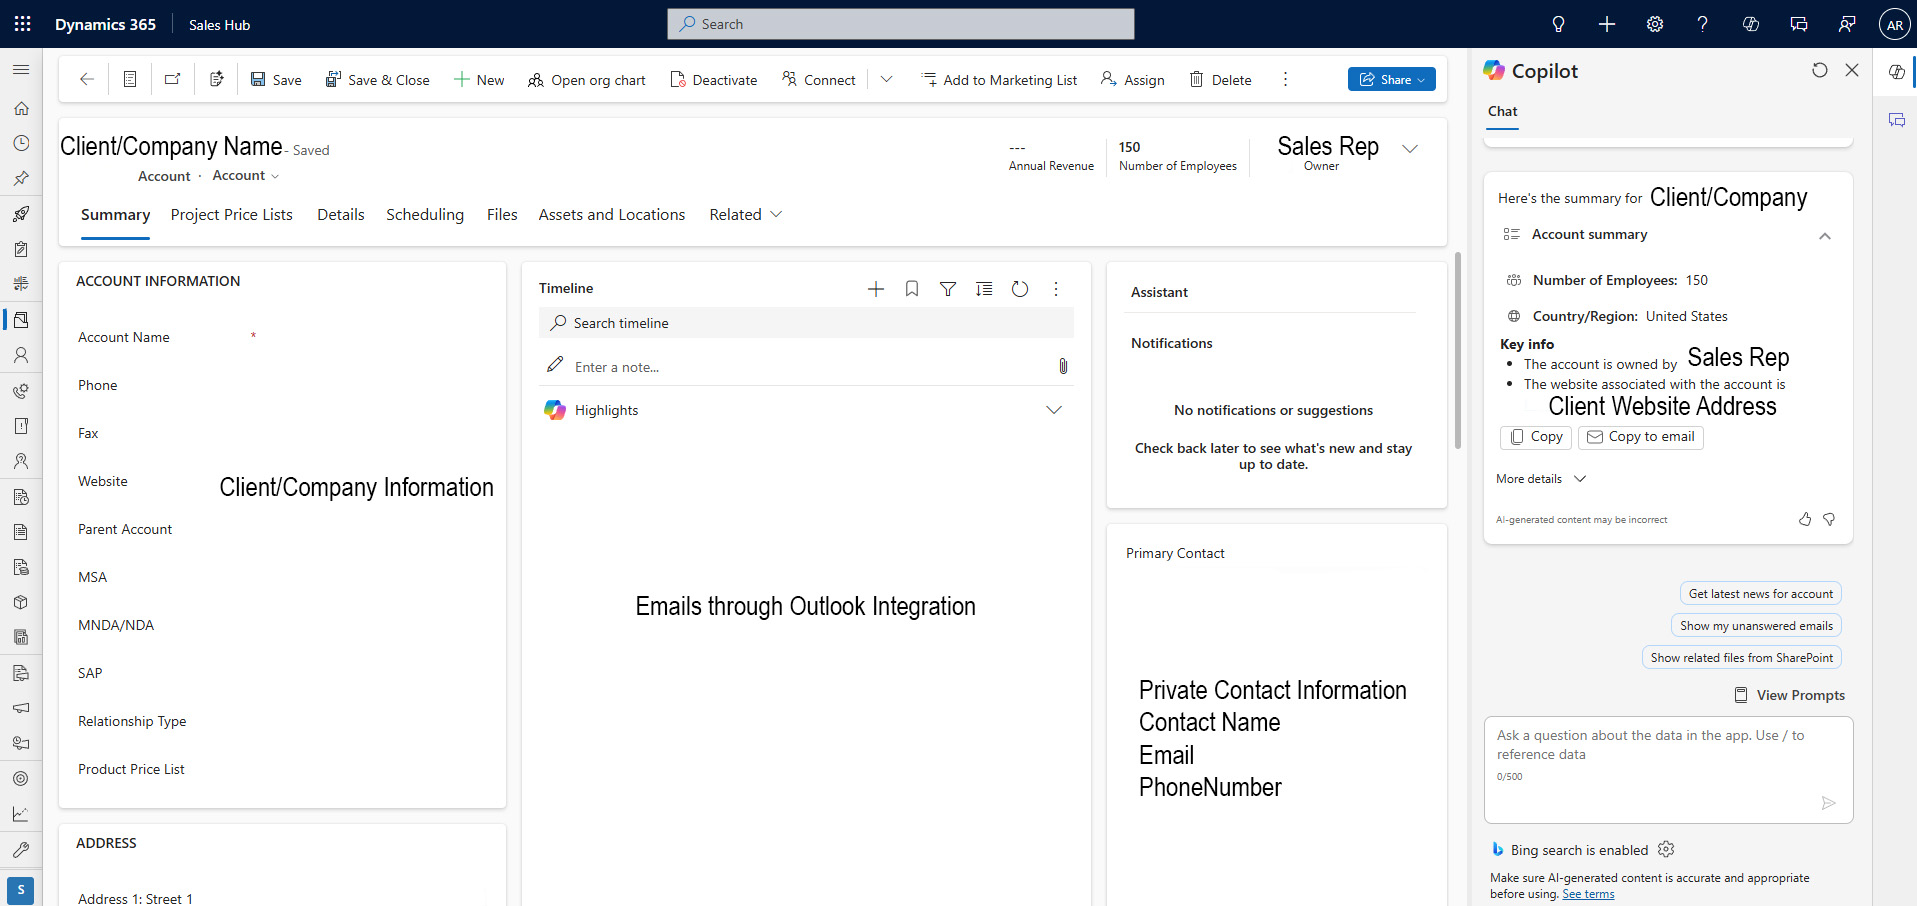 Dynamics 365
Sales Hub
Search
AR
Save
Save & Close
New
Open org chart
Deactivate
Connect
Add to Marketing List
Assign
Delete
Share
Client/Company Name - Saved
Account · Account
---
Annual Revenue
150
Number of Employees
Sales Rep
Owner
Summary
Project Price Lists
Details
Scheduling
Files
Assets and Locations
Related
ACCOUNT INFORMATION
Account Name *
Phone
Fax
Website
Client/Company Information
Parent Account
MSA
MNDA/NDA
SAP
Relationship Type
Product Price List
ADDRESS
Address 1: Street 1
S
Timeline
Search timeline
Enter a note...
Highlights
Emails through Outlook Integration
Assistant
Notifications
No notifications or suggestions
Check back later to see what's new and stay
up to date.
Primary Contact
Private Contact Information
Contact Name
Email
PhoneNumber
Copilot
Chat
Here's the summary for Client/Company
Account summary
Number of Employees: 150
Country/Region: United States
Key info
• The account is owned by Sales Rep
• The website associated with the account is
Client Website Address
Copy
Copy to email
More details
AI-generated content may be incorrect
Get latest news for account
Show my unanswered emails
Show related files from SharePoint
View Prompts
Ask a question about the data in the app. Use / to
reference data
0/500
Bing search is enabled
Make sure AI-generated content is accurate and appropriate
before using. See terms